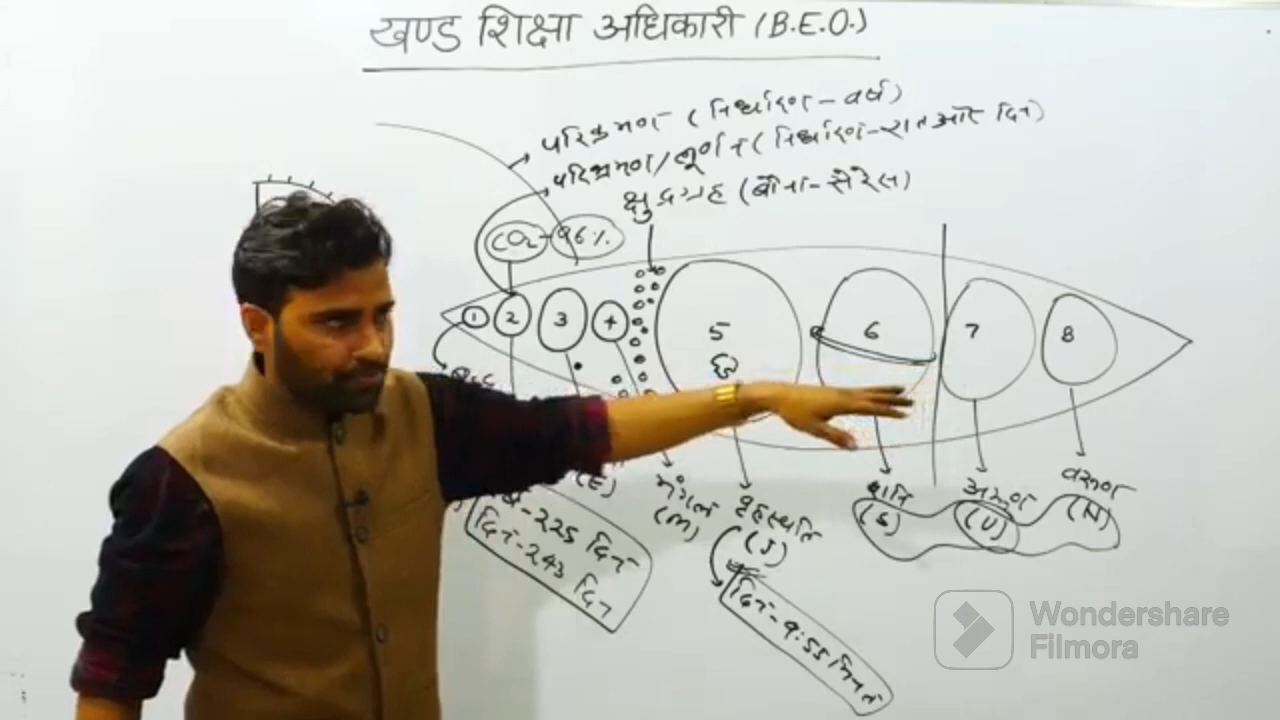 खण्ड शिक्षा अधिकारी (B.E.O.)
परिक्रमण (निर्धारण - वर्ष)
परिभ्रमण/घूर्णन (निर्धारण - रात और दिन)
क्षुद्रग्रह (बौना - सैरेस)
CO₂ - 96%
1 2 3 4 5 6 7 8
(E)
मंगल
(M)
बृहस्पति
(J)
शनि
(S)
अरुण
(U)
वरुण
(N)
225 दिन
दिन - 243 दिन
दिन - 9:55 मिनट
Wondershare
Filmora